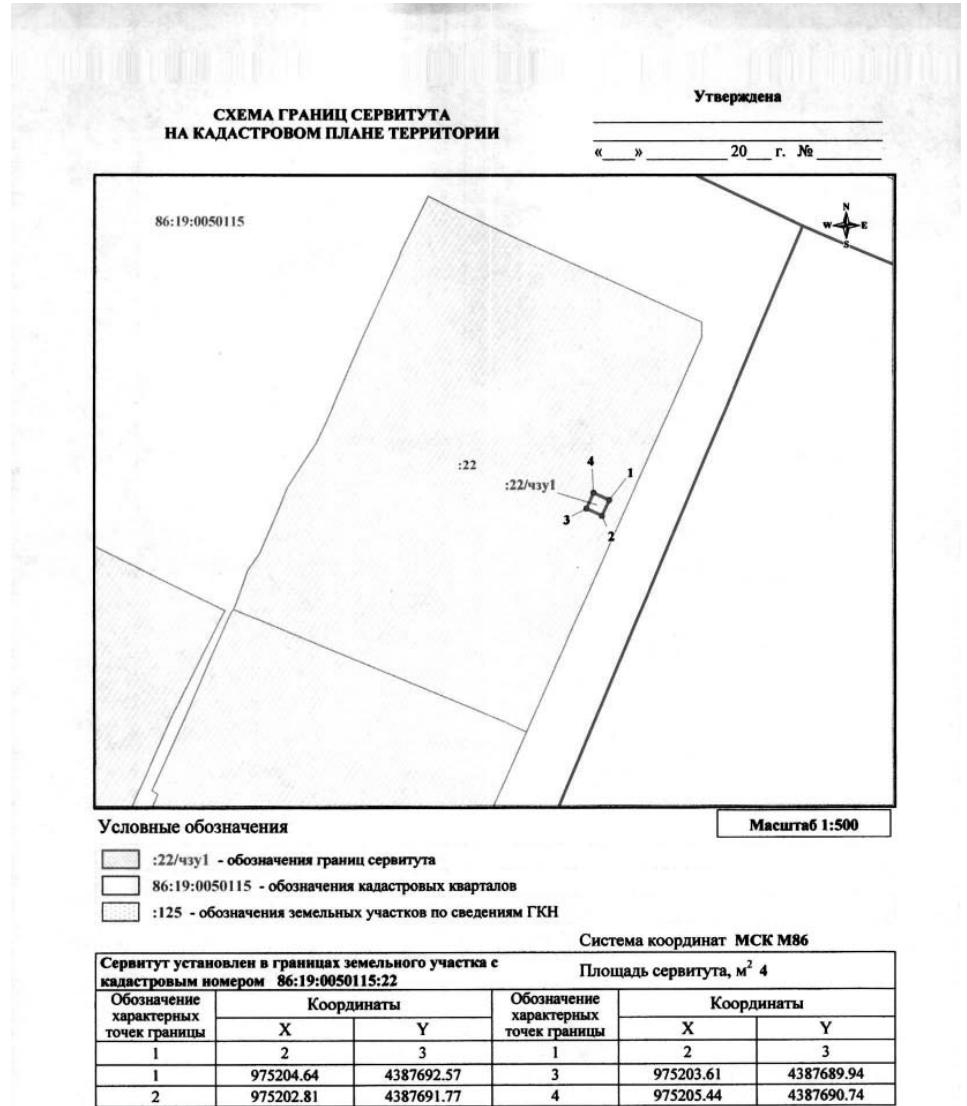 Утверждена
СХЕМА ГРАНИЦ СЕРВИТУТА
НА КАДАСТРОВОМ ПЛАНЕ ТЕРРИТОРИИ
«____» __________ 20___ г. № ________
86:19:0050115
N
W E
S
:22
:22/чзу1
4
1
3
2
Условные обозначения
Масштаб 1:500
:22/чзу1 - обозначения границ сервитута
86:19:0050115 - обозначения кадастровых кварталов
:125 - обозначения земельных участков по сведениям ГКН
Система координат МСК М86
Сервитут установлен в границах земельного участка с
кадастровым номером 86:19:0050115:22
Площадь сервитута, м² 4
Обозначение характерных точек границы Координаты Обозначение характерных точек границы Координаты
X Y X Y
1 2 3 1 2 3
1 975204.64 4387692.57 3 975203.61 4387689.94
2 975202.81 4387691.77 4 975205.44 4387690.74